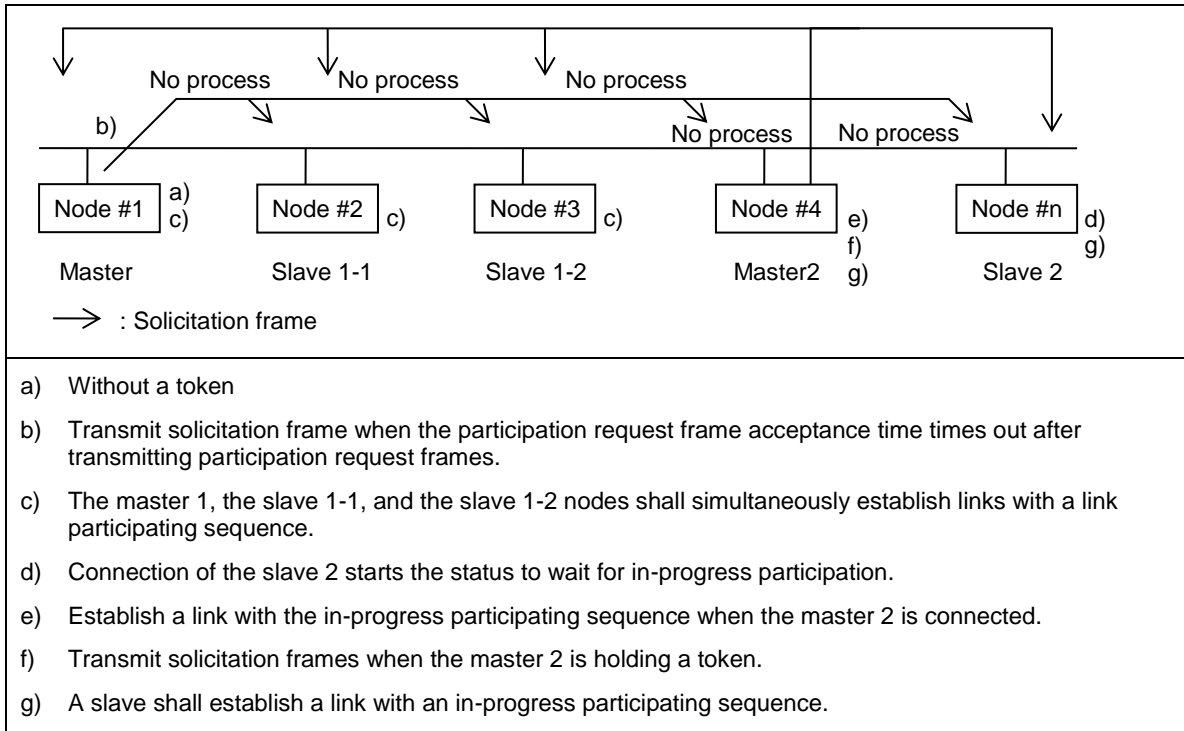 No process No process No process
b)
No process No process
Node #1 a) c)
Node #2 c)
Node #3 c)
Node #4 e) f) g)
Node #n d) g)
Master Slave 1-1 Slave 1-2 Master2 Slave 2
: Solicitation frame
a) Without a token
b) Transmit solicitation frame when the participation request frame acceptance time times out after
transmitting participation request frames.
c) The master 1, the slave 1-1, and the slave 1-2 nodes shall simultaneously establish links with a link
participating sequence.
d) Connection of the slave 2 starts the status to wait for in-progress participation.
e) Establish a link with the in-progress participating sequence when the master 2 is connected.
f) Transmit solicitation frames when the master 2 is holding a token.
g) A slave shall establish a link with an in-progress participating sequence.